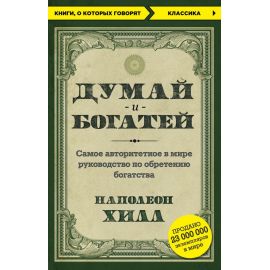 КНИГИ, О КОТОРЫХ ГОВОРЯТ КЛАССИКА
ДУМАЙ
-и-
БОГАТЕЙ
Самое авторитетное в мире
руководство по обретению
богатства
НАПОЛЕОН
ХИЛЛ
ПРОДАНО
23 000 000
экземпляров
в мире